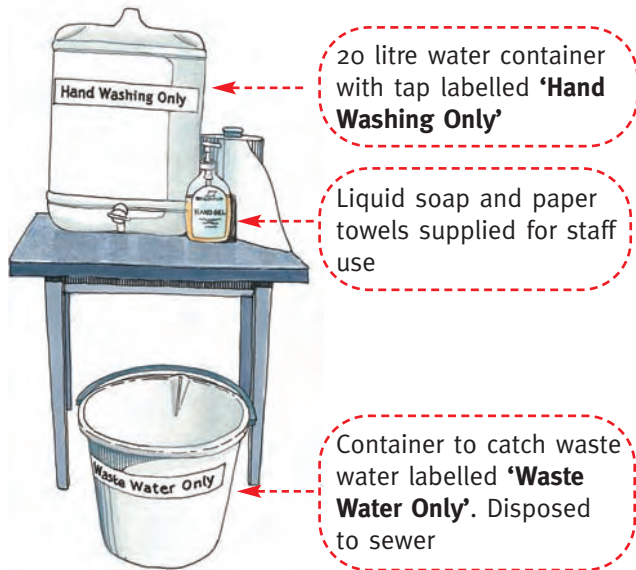 Hand Washing Only
20 litre water container
with tap labelled ‘Hand
Washing Only’
HAND GEL
Liquid soap and paper
towels supplied for staff
use
Waste Water Only
Container to catch waste
water labelled ‘Waste
Water Only’. Disposed
to sewer